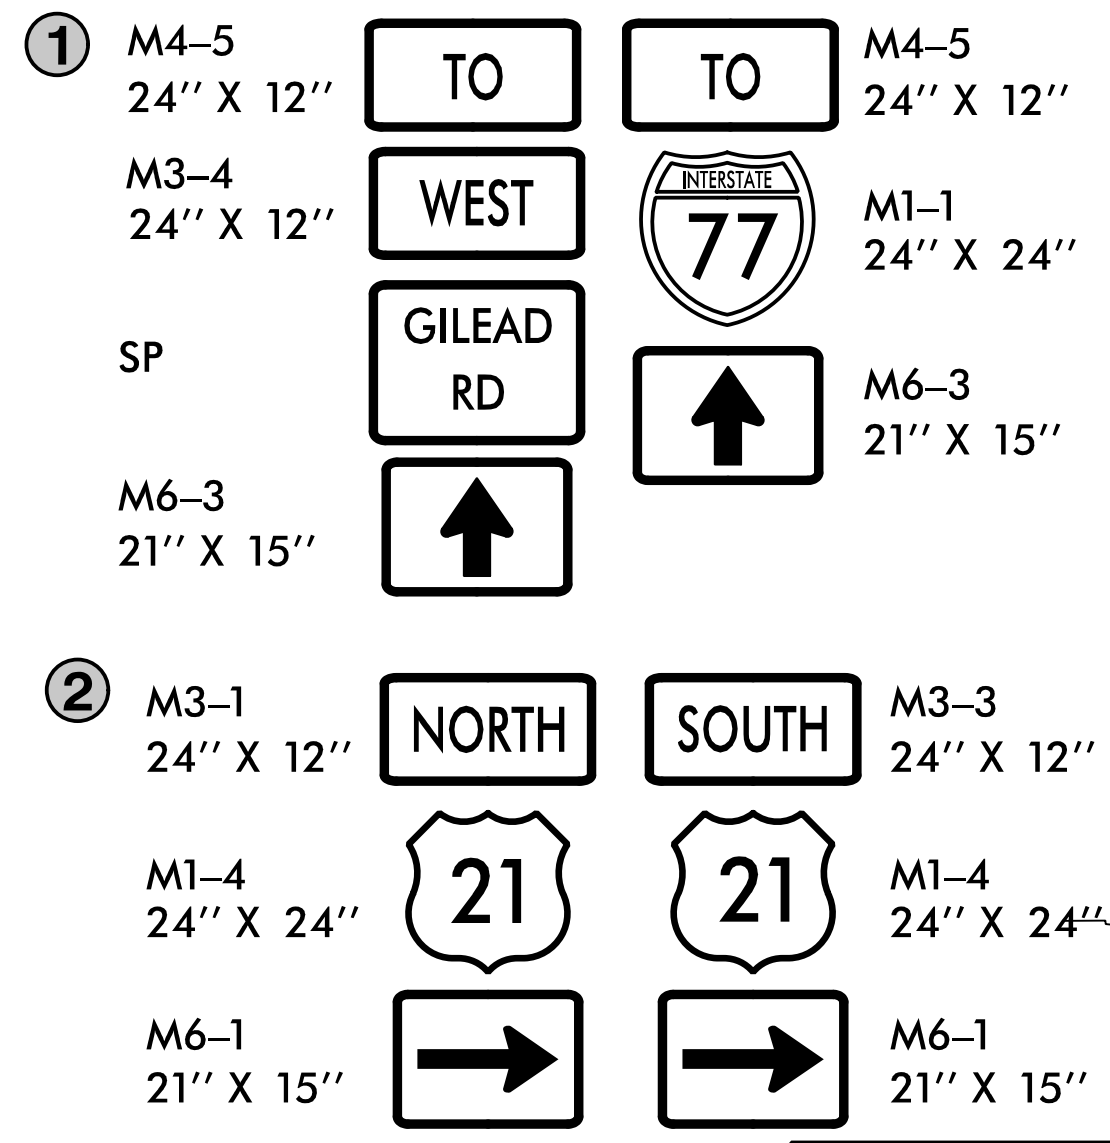 1
M4–5
24'' X 12''
TO
TO
M4–5
24'' X 12''
M3–4
24'' X 12''
WEST
INTERSTATE
77
M1–1
24'' X 24''
SP
GILEAD
RD
M6–3
21'' X 15''
M6–3
21'' X 15''
2
M3–1
24'' X 12''
NORTH
SOUTH
M3–3
24'' X 12''
M1–4
24'' X 24''
21
21
M1–4
24'' X 24''
M6–1
21'' X 15''
M6–1
21'' X 15''